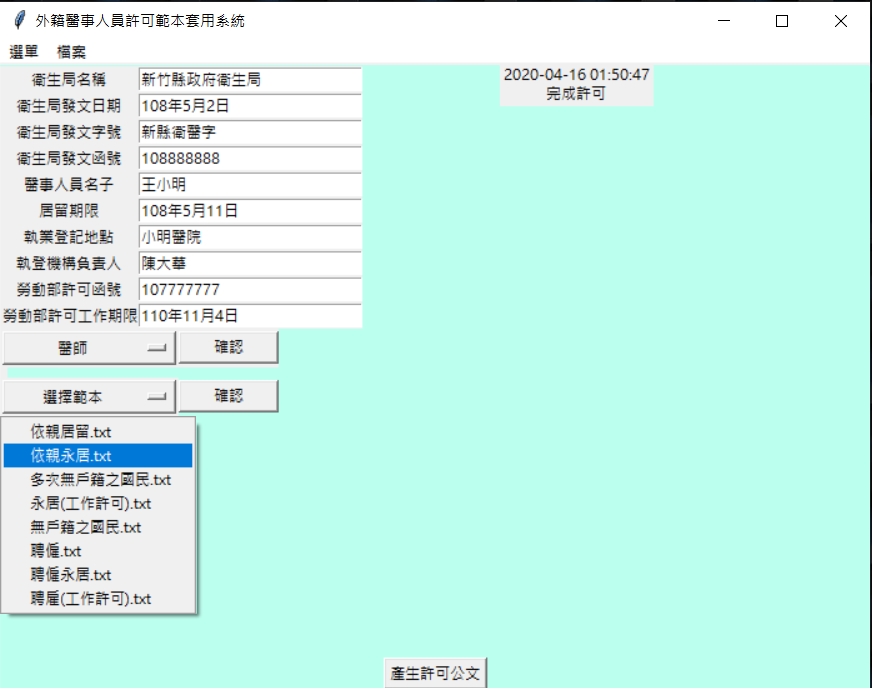 外籍醫事人員許可範本套用系統
選單 檔案
衛生局名稱 新竹縣政府衛生局
衛生局發文日期 108年5月2日
衛生局發文字號 新縣衛醫字
衛生局發文函號 108888888
醫事人員名子 王小明
居留期限 108年5月11日
執業登記地點 小明醫院
執登機構負責人 陳大華
勞動部許可函號 107777777
勞動部許可工作期限 110年11月4日
2020-04-16 01:50:47
完成許可
醫師 確認
選擇範本 確認
依親居留.txt
依親永居.txt
多次無戶籍之國民.txt
永居(工作許可).txt
無戶籍之國民.txt
聘僱.txt
聘僱永居.txt
聘雇(工作許可).txt
產生許可公文